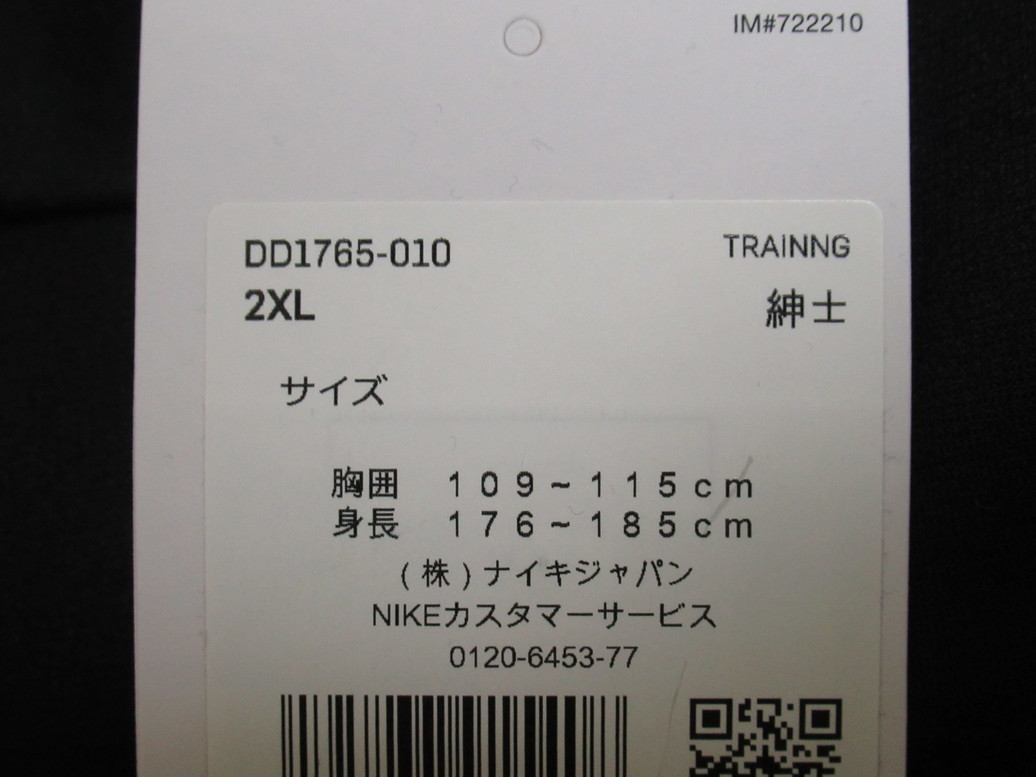 IM#722210
DD1765-010
TRAINNG
2XL
紳士
サイズ
胸囲 109~115cm
身長 176~185cm
(株)ナイキジャパン
NIKEカスタマーサービス
0120-6453-77